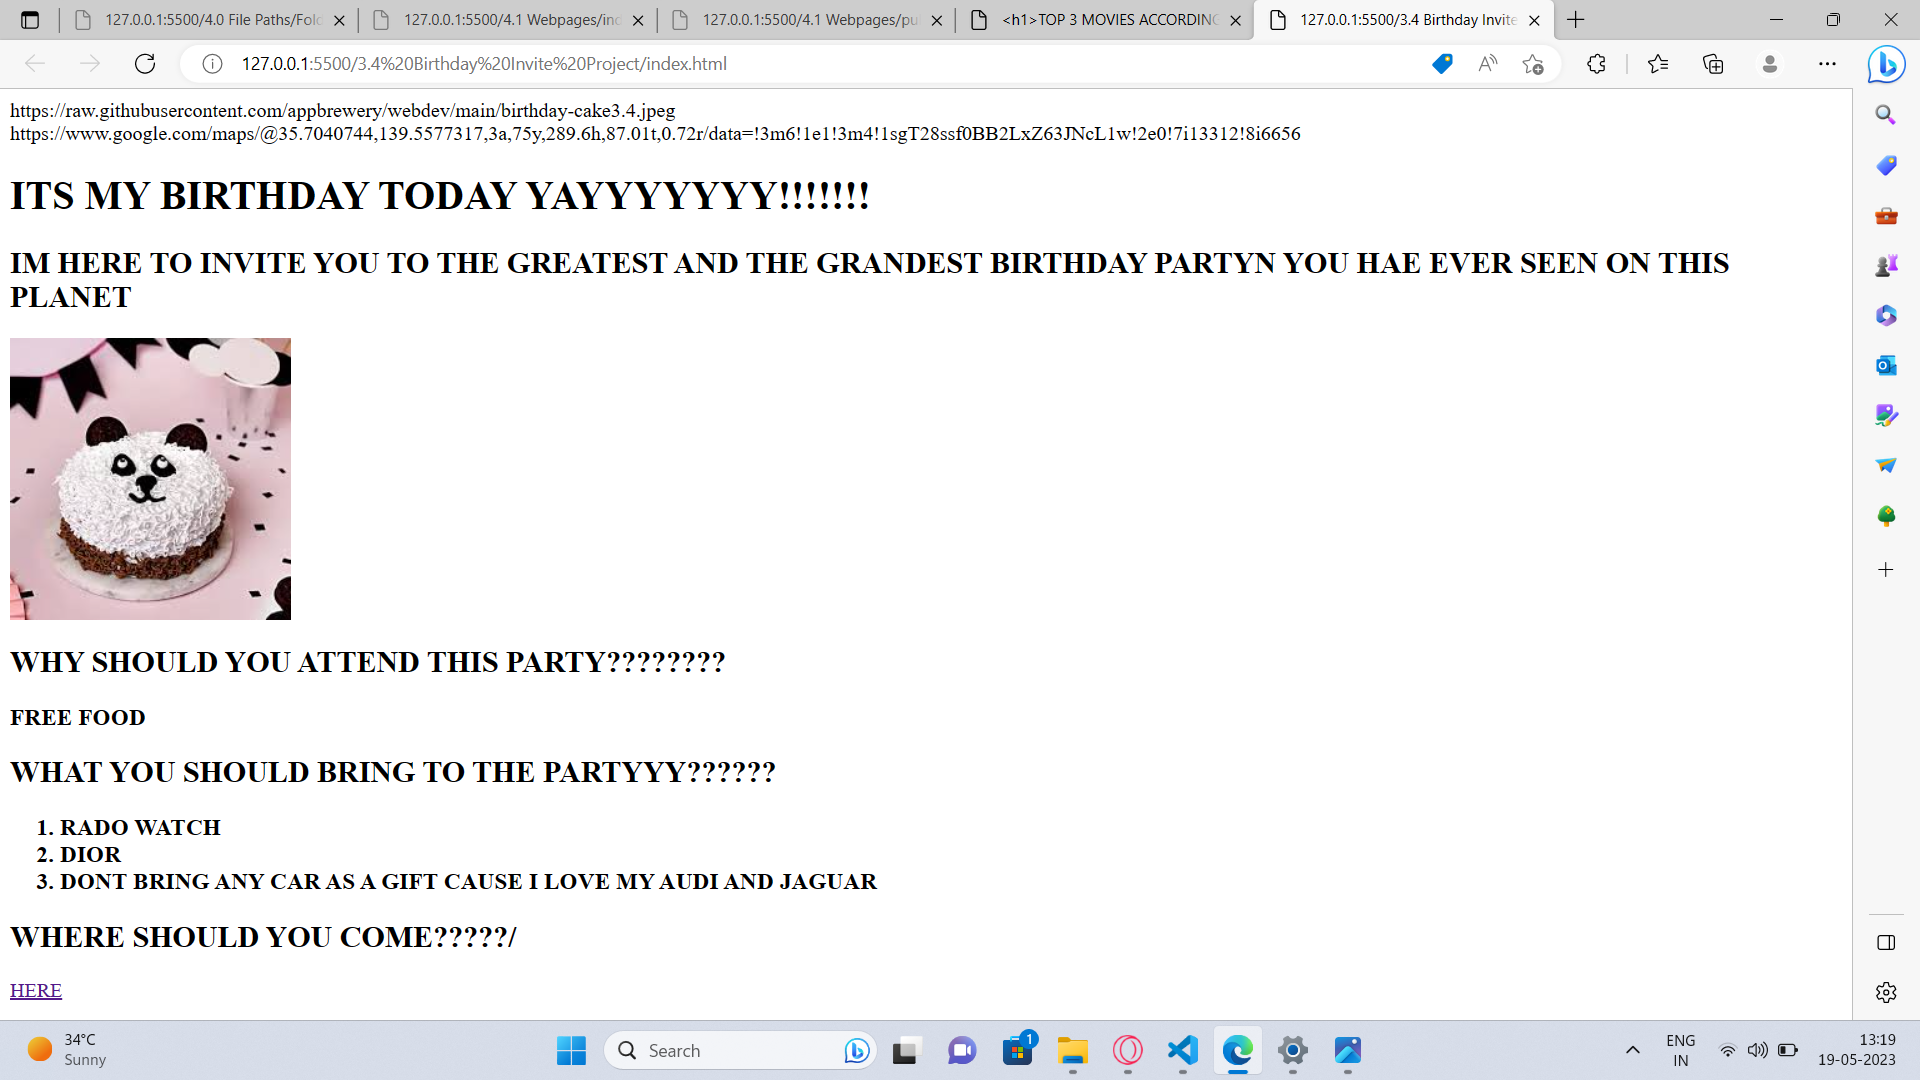 127.0.0.1:5500/4.0 File Paths/Fol
127.0.0.1:5500/4.1 Webpages/in
127.0.0.1:5500/4.1 Webpages/pu
<h1>TOP 3 MOVIES ACCORDING
127.0.0.1:5500/3.4 Birthday Invite
127.0.0.1:5500/3.4%20Birthday%20Invite%20Project/index.html
https://raw.githubusercontent.com/appbrewery/webdev/main/birthday-cake3.4.jpeg
https://www.google.com/maps/@35.7040744,139.5577317,3a,75y,289.6h,87.01t,0.72r/data=!3m6!1e1!3m4!1sgT28ssf0BB2LxZ63JNcL1w!2e0!7i13312!8i6656
ITS MY BIRTHDAY TODAY YAYYYYYYY!!!!!!!
IM HERE TO INVITE YOU TO THE GREATEST AND THE GRANDEST BIRTHDAY PARTYN YOU HAE EVER SEEN ON THIS
PLANET
WHY SHOULD YOU ATTEND THIS PARTY????????
FREE FOOD
WHAT YOU SHOULD BRING TO THE PARTYYY??????
1. RADO WATCH
2. DIOR
3. DONT BRING ANY CAR AS A GIFT CAUSE I LOVE MY AUDI AND JAGUAR
WHERE SHOULD YOU COME?????/
HERE
34°C
Sunny
Search
1
ENG
IN
13:19
19-05-2023